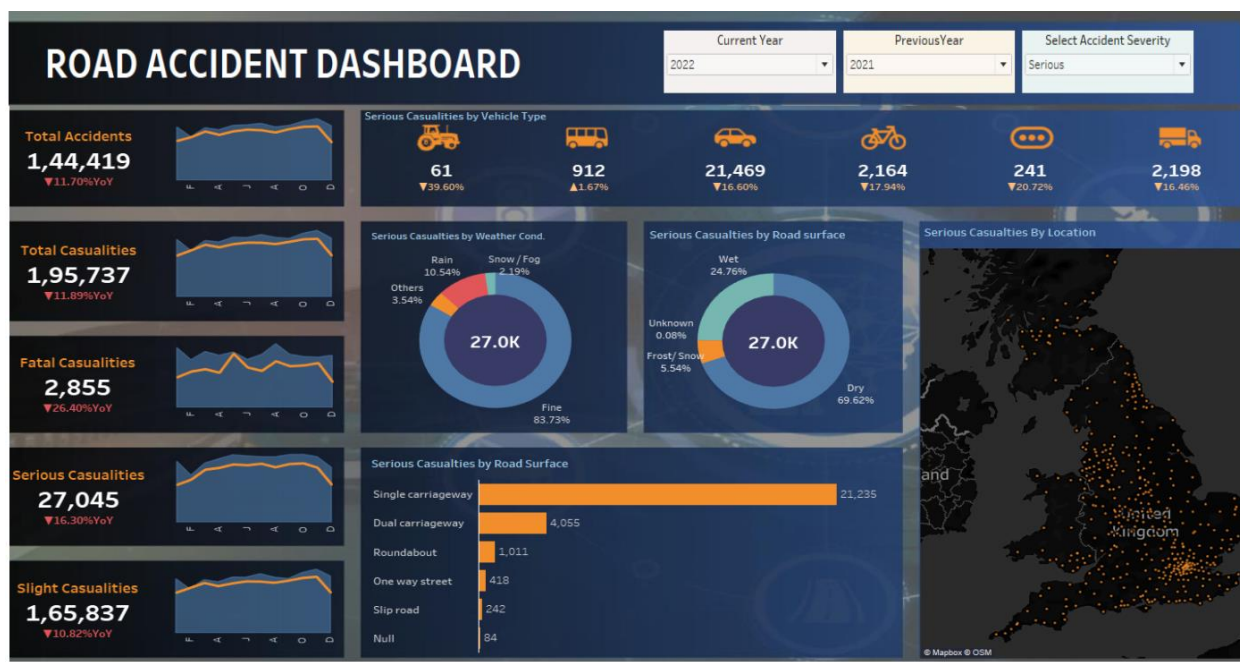 ROAD ACCIDENT DASHBOARD
Current Year
2022
PreviousYear
2021
Select Accident Severity
Serious
Total Accidents
1,44,419
▼11.70%YoY
F A J A O D
Serious Casualities by Vehicle Type
61
▼39.60%
912
▲1.67%
21,469
▼16.60%
2,164
▼17.94%
241
▼20.72%
2,198
▼16.46%
Total Casualities
1,95,737
▼11.89%YoY
F A J A O D
Fatal Casualities
2,855
▼26.40%YoY
F A J A O D
Serious Casualities
27,045
▼16.30%YoY
F A J A O D
Slight Casualities
1,65,837
▼10.82%YoY
F A J A O D
Serious Casualties by Weather Cond.
Rain
10.54%
Snow / Fog
2.19%
Others
3.54%
27.0K
Fine
83.73%
Serious Casualties by Road surface
Wet
24.76%
Unknown
0.08%
Frost/ Snow
5.54%
27.0K
Dry
69.62%
Serious Casualties by Road Surface
Single carriageway 21,235
Dual carriageway 4,055
Roundabout 1,011
One way street 418
Slip road 242
Null 84
Serious Casualties By Location
and
United
Kingdom
© Mapbox © OSM